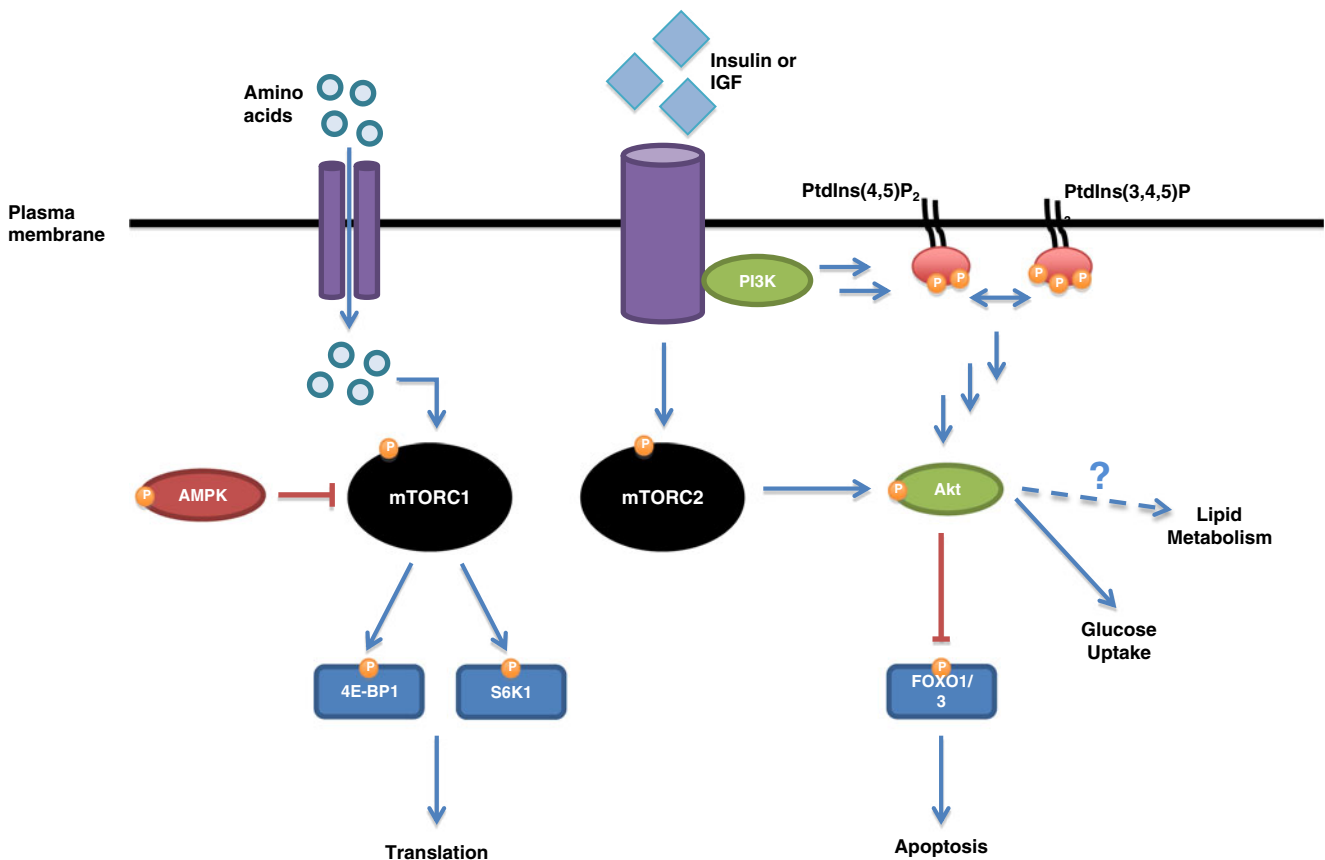 Amino
acids
Insulin or
IGF
PtdIns(4,5)P2
PtdIns(3,4,5)P
Plasma
membrane
PI3K
P
P
P
P
P
P
P
AMPK
P
mTORC1
P
mTORC2
P
Akt
?
Lipid
Metabolism
Glucose
Uptake
P
4E-BP1
P
S6K1
P
FOXO1/
3
Translation
Apoptosis